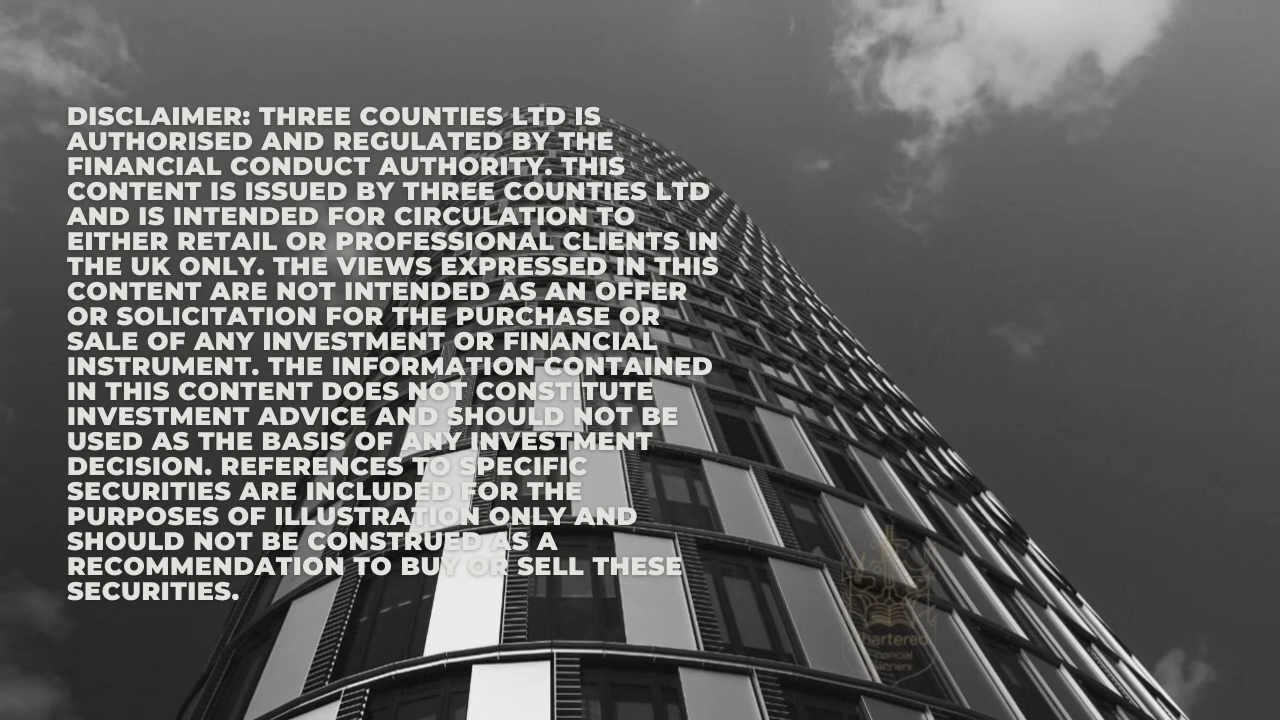 DISCLAIMER: THREE COUNTIES LTD IS
AUTHORISED AND REGULATED BY THE
FINANCIAL CONDUCT AUTHORITY. THIS
CONTENT IS ISSUED BY THREE COUNTIES LTD
AND IS INTENDED FOR CIRCULATION TO
EITHER RETAIL OR PROFESSIONAL CLIENTS IN
THE UK ONLY. THE VIEWS EXPRESSED IN THIS
CONTENT ARE NOT INTENDED AS AN OFFER
OR SOLICITATION FOR THE PURCHASE OR
SALE OF ANY INVESTMENT OR FINANCIAL
INSTRUMENT. THE INFORMATION CONTAINED
IN THIS CONTENT DOES NOT CONSTITUTE
INVESTMENT ADVICE AND SHOULD NOT BE
USED AS THE BASIS OF ANY INVESTMENT
DECISION. REFERENCES TO SPECIFIC
SECURITIES ARE INCLUDED FOR THE
PURPOSES OF ILLUSTRATION ONLY AND
SHOULD NOT BE CONSTRUED AS A
RECOMMENDATION TO BUY OR SELL THESE
SECURITIES.
Chartered
Financial
Planners